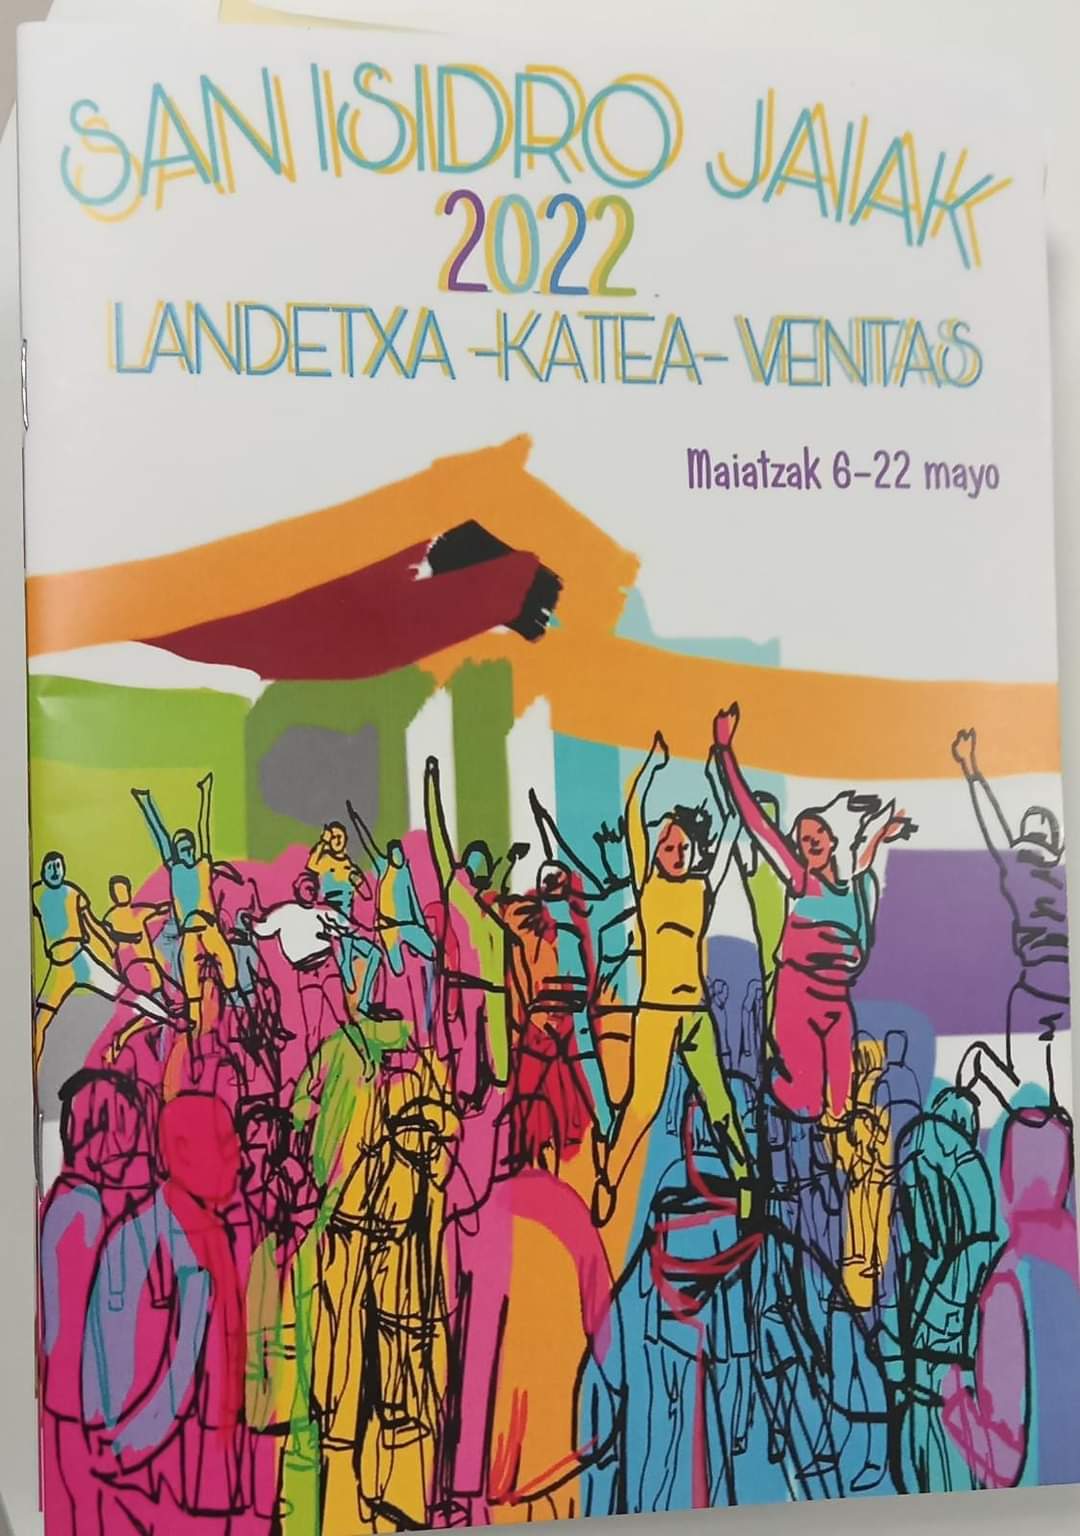 SAN ISIDRO JAIAK
2022
LANDETXA -KATEA- VENTAS
Maiatzak 6-22 mayo